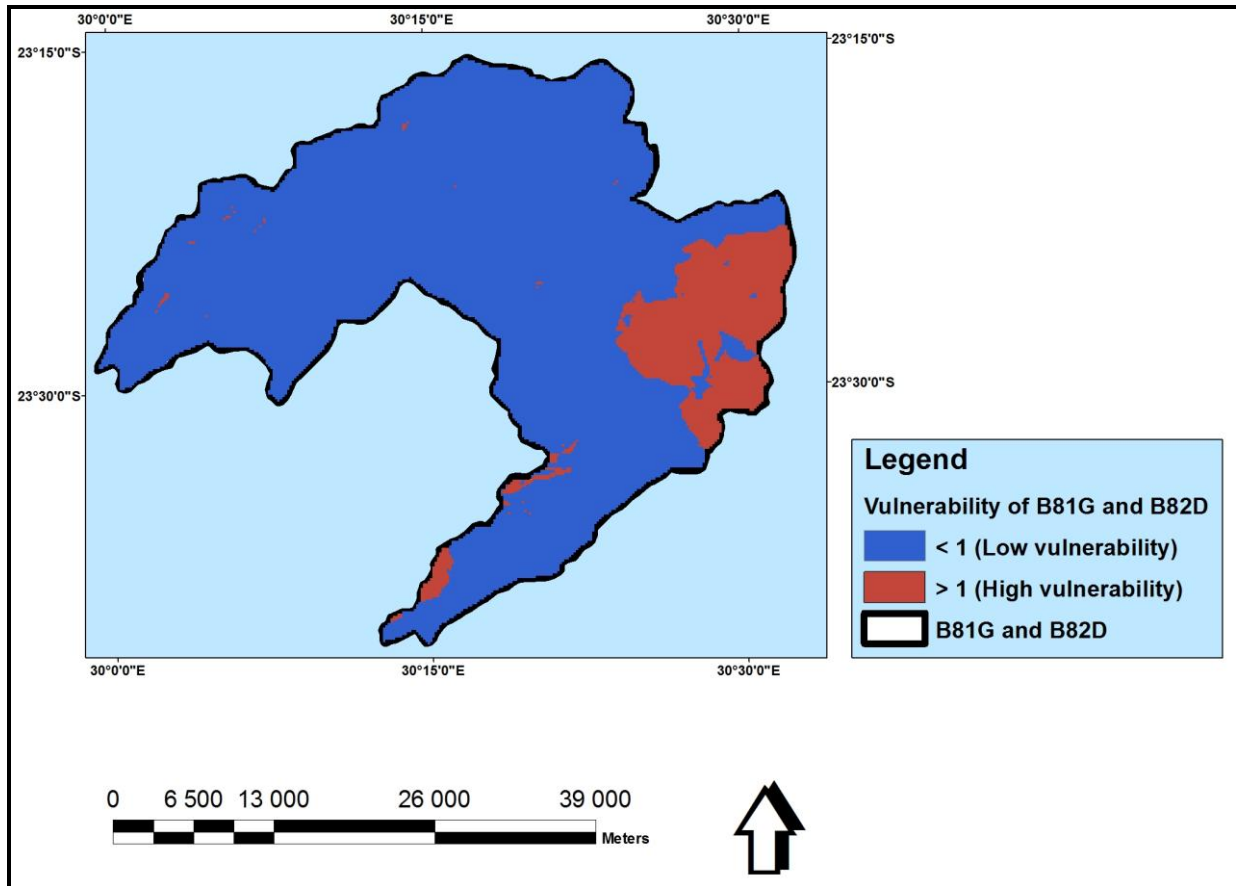 30°0'0"E 30°15'0"E 30°30'0"E
23°15'0"S 23°15'0"S
23°30'0"S 23°30'0"S
Legend
Vulnerability of B81G and B82D
< 1 (Low vulnerability)
> 1 (High vulnerability)
B81G and B82D
30°0'0"E 30°15'0"E 30°30'0"E
0 6 500 13 000 26 000 39 000
Meters